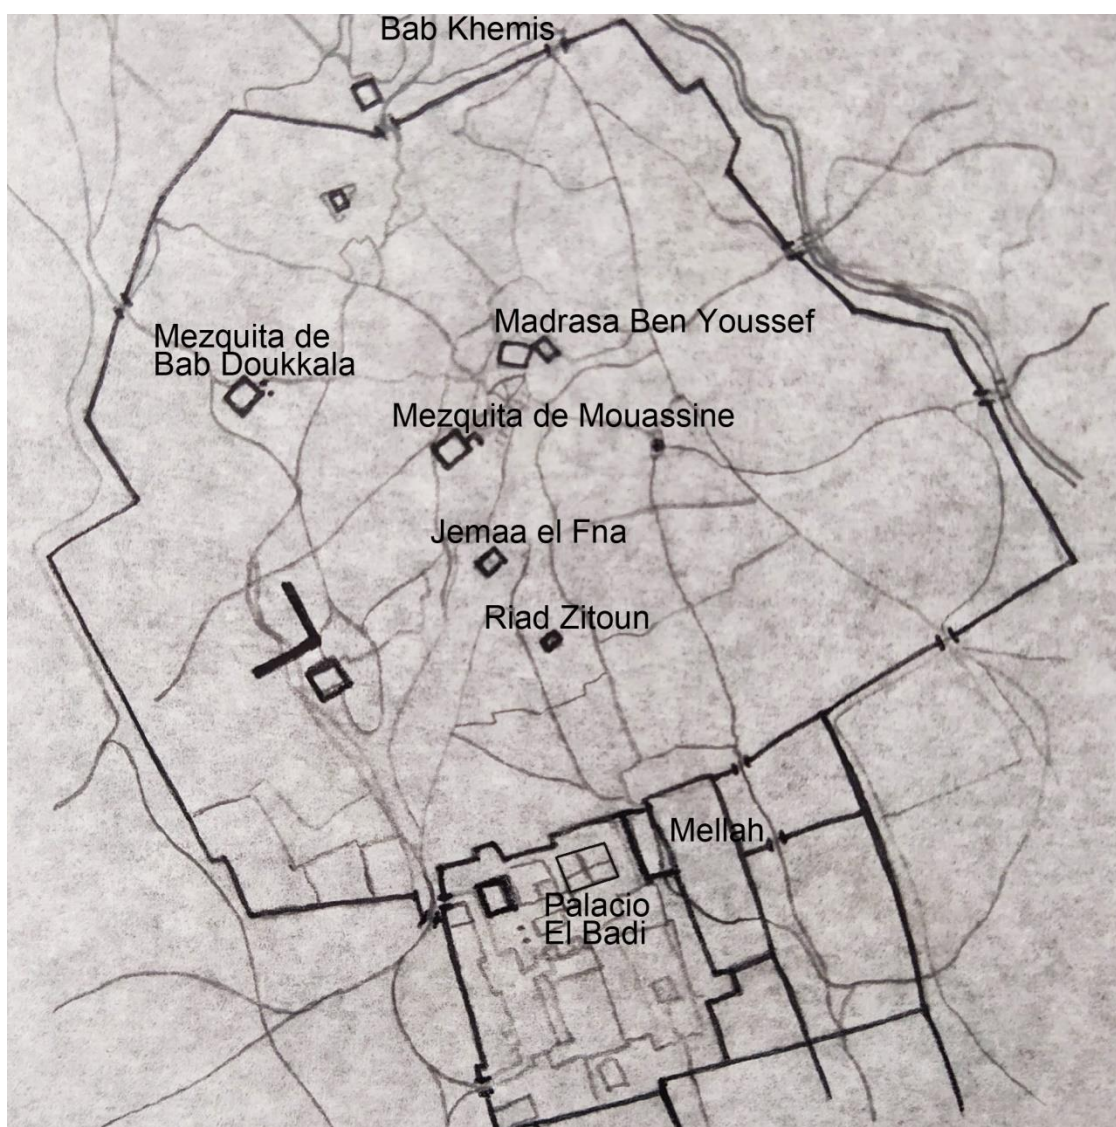 Bab Khemis
Madrasa Ben Youssef
Mezquita de
Bab Doukkala
Mezquita de Mouassine
Jemaa el Fna
Riad Zitoun
Mellah
Palacio
El Badi